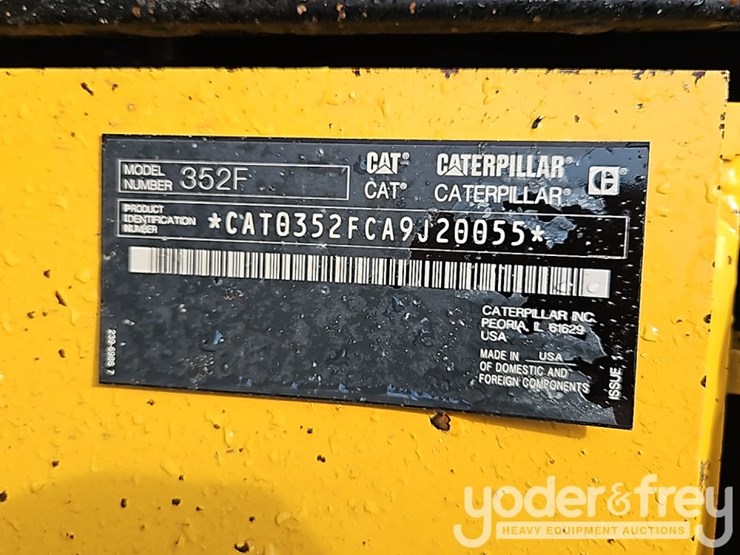 MODEL NUMBER 352F
CAT® CATERPILLAR®
CAT® CATERPILLAR®
PRODUCT IDENTIFICATION NUMBER *CAT0352FCA9J20055*
CATERPILLAR INC.
PEORIA, IL 61629
USA
MADE IN USA
OF DOMESTIC AND
FOREIGN COMPONENTS
ISSUE 1
yoder&frey
HEAVY EQUIPMENT AUCTIONS